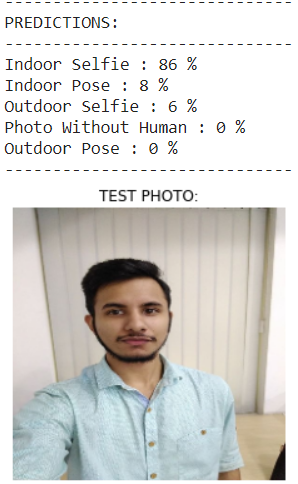 -----------------------------
PREDICTIONS:
-----------------------------
Indoor Selfie : 86 %
Indoor Pose : 8 %
Outdoor Selfie : 6 %
Photo Without Human : 0 %
Outdoor Pose : 0 %
-----------------------------
TEST PHOTO: